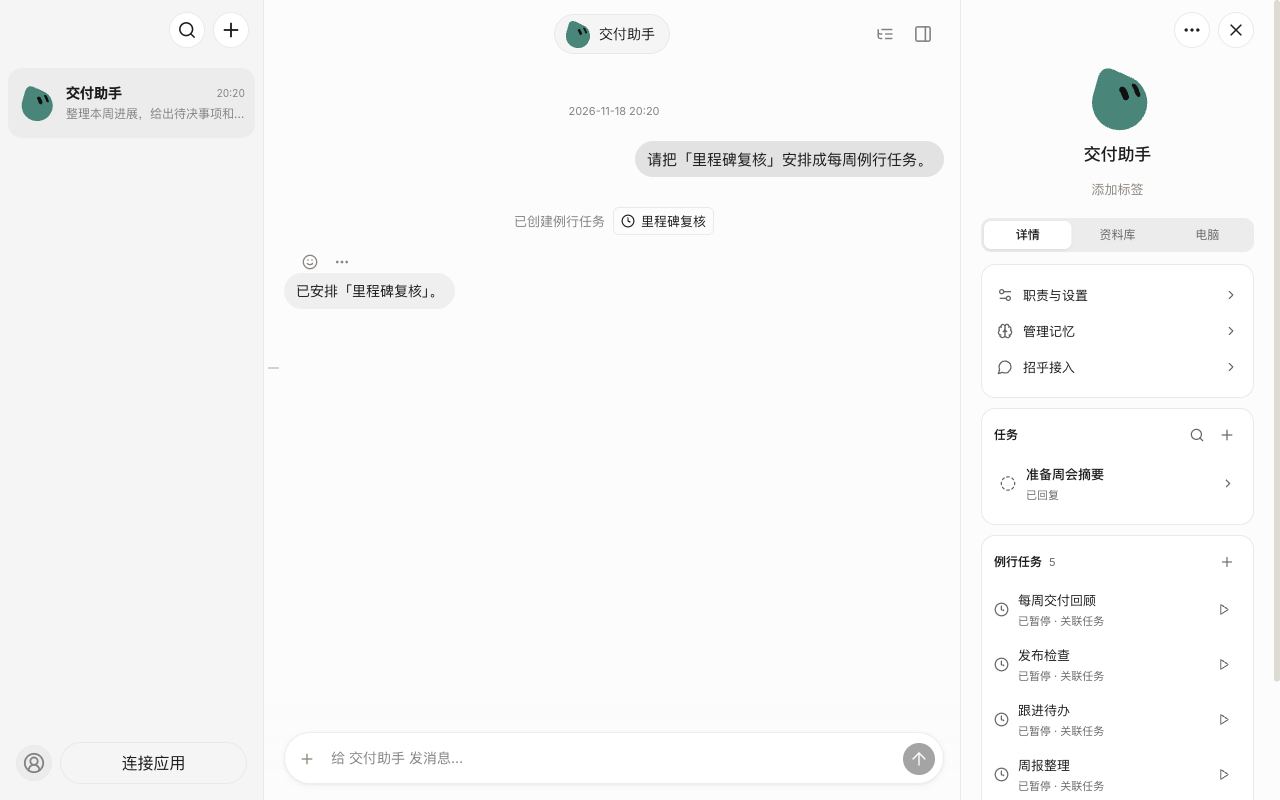 交付助手
20:20
整理本周进展，给出待决事项和...
连接应用
交付助手
2026-11-18 20:20
请把「里程碑复核」安排成每周例行任务。
已创建例行任务 里程碑复核
已安排「里程碑复核」。
给 交付助手 发消息...
交付助手
添加标签
详情 资料库 电脑
职责与设置
管理记忆
招乎接入
任务
准备周会摘要
已回复
例行任务 5
每周交付回顾
已暂停 · 关联任务
发布检查
已暂停 · 关联任务
跟进待办
已暂停 · 关联任务
周报整理
已暂停 · 关联任务